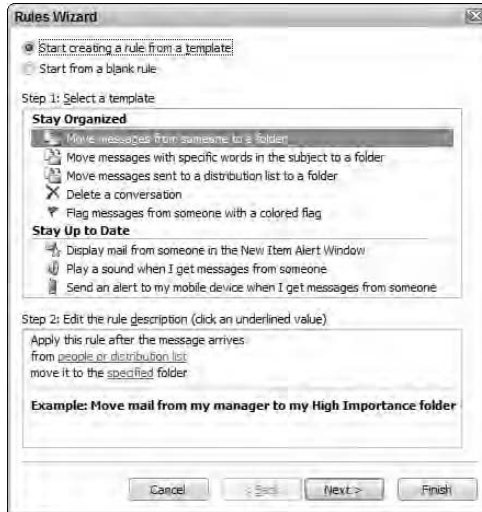 Rules Wizard
Start creating a rule from a template
Start from a blank rule
Step 1: Select a template
Stay Organized
Move messages from someone to a folder
Move messages with specific words in the subject to a folder
Move messages sent to a distribution list to a folder
Delete a conversation
Flag messages from someone with a colored flag
Stay Up to Date
Display mail from someone in the New Item Alert Window
Play a sound when I get messages from someone
Send an alert to my mobile device when I get messages from someone
Step 2: Edit the rule description (click an underlined value)
Apply this rule after the message arrives
from people or distribution list
move it to the specified folder
Example: Move mail from my manager to my High Importance folder
Cancel
< Back
Next >
Finish